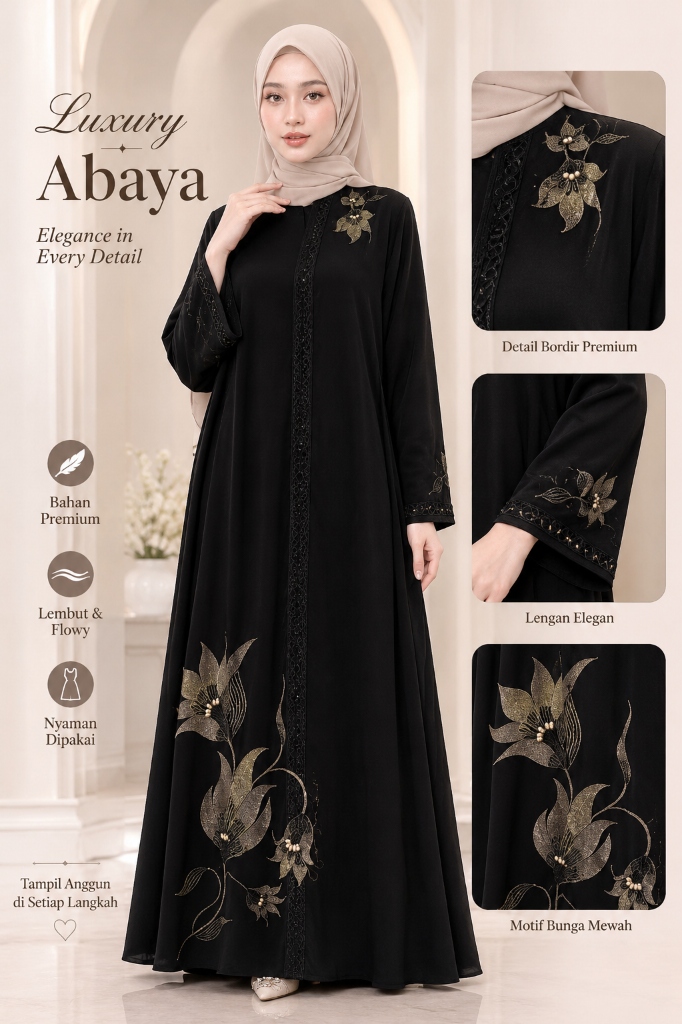 Luxury
Abaya
Elegance in
Every Detail
Bahan
Premium
Lembut &
Flowy
Nyaman
Dipakai
Tampil Anggun
di Setiap Langkah
Detail Bordir Premium
Lengan Elegan
Motif Bunga Mewah